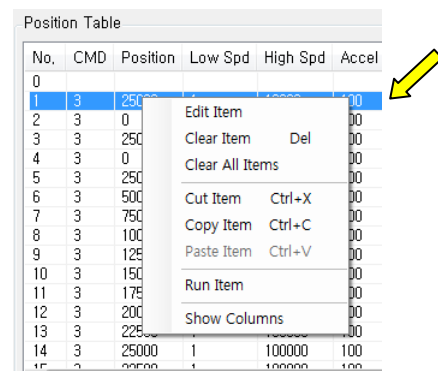 Position Table
No, CMD Position Low Spd High Spd Accel
0
1 3 100
2 3 0
3 3 250
4 3 0
5 3 250
6 3 500
7 3 750
8 3 100
9 3 125
10 3 150
11 3 175
12 3 200
13 3
14 3 25000 1 100000 100
Edit Item
Clear Item Del
Clear All Items
Cut Item Ctrl+X
Copy Item Ctrl+C
Paste Item Ctrl+V
Run Item
Show Columns